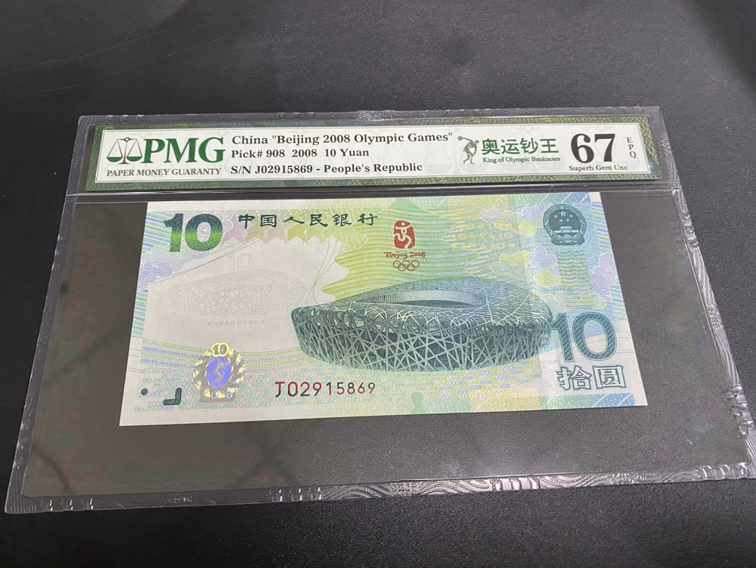 PMG
PAPER MONEY GUARANTY
China "Beijing 2008 Olympic Games"
Pick# 908 2008 10 Yuan
S/N J02915869 - People's Republic
奥运钞王
King of Olympic Banknotes
67
EPQ
Superb Gem Unc
10
中国人民银行
Beijing 2008
10
拾圆
10
J02915869